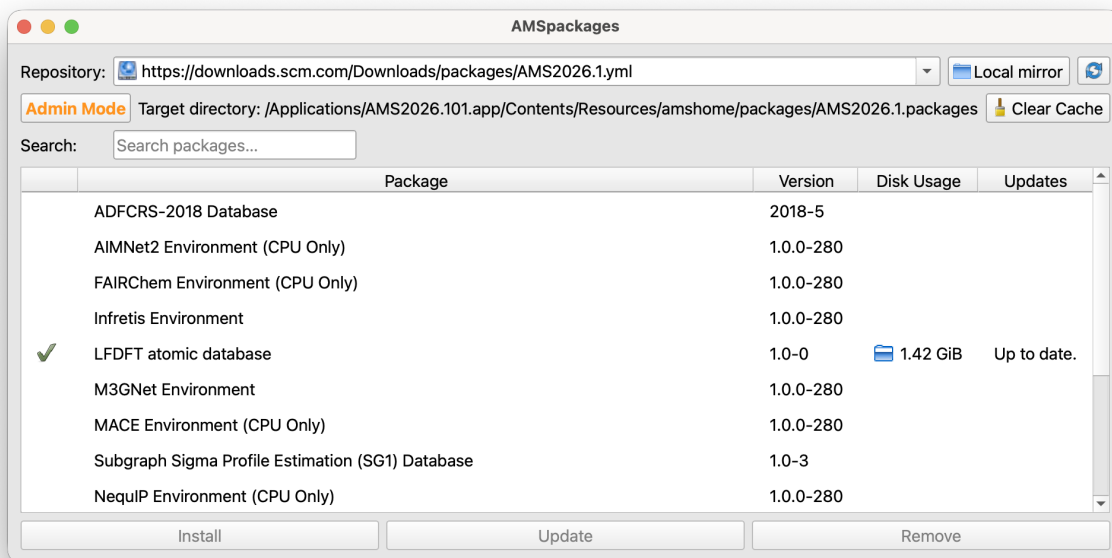 AMSpackages
Repository: https://downloads.scm.com/Downloads/packages/AMS2026.1.yml Local mirror
Admin Mode Target directory: /Applications/AMS2026.101.app/Contents/Resources/amshome/packages/AMS2026.1.packages Clear Cache
Search: Search packages...
Package Version Disk Usage Updates
ADFCRS-2018 Database 2018-5
AIMNet2 Environment (CPU Only) 1.0.0-280
FAIRChem Environment (CPU Only) 1.0.0-280
Infretis Environment 1.0.0-280
LFDFT atomic database 1.0-0 1.42 GiB Up to date.
M3GNet Environment 1.0.0-280
MACE Environment (CPU Only) 1.0.0-280
Subgraph Sigma Profile Estimation (SG1) Database 1.0-3
NequIP Environment (CPU Only) 1.0.0-280
Install Update Remove